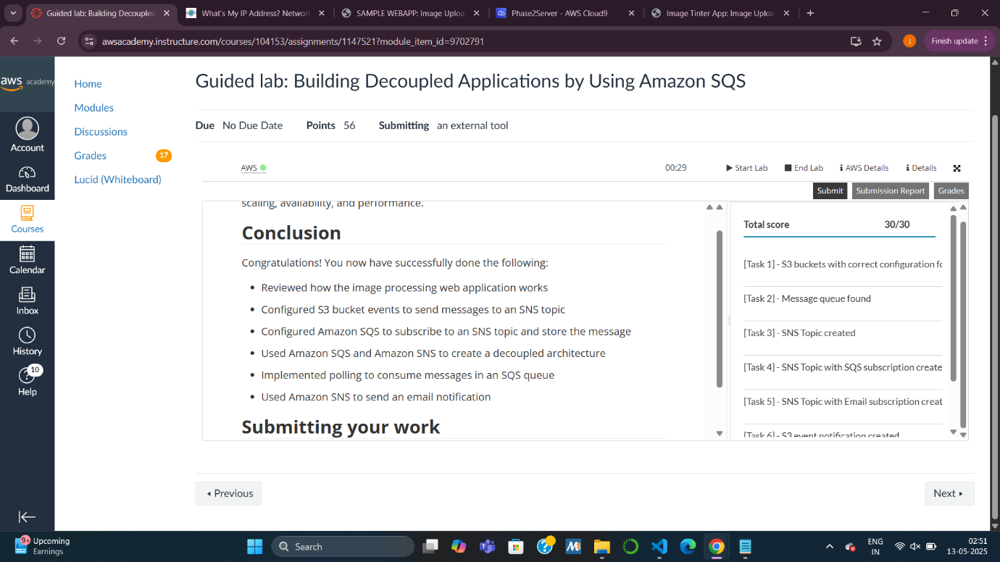 Guided lab: Building Decoupled
What's My IP Address? Network
SAMPLE WEBAPP: Image Uploa
Phase2Server - AWS Cloud9
Image Tinter App: Image Uploa
awsacademy.instructure.com/courses/104153/assignments/1147521?module_item_id=9702791
j
Finish update
aws academy
Account
Dashboard
Courses
Calendar
Inbox
History
10
Help
Home
Modules
Discussions
Grades 17
Lucid (Whiteboard)
Guided lab: Building Decoupled Applications by Using Amazon SQS
Due No Due Date Points 56 Submitting an external tool
AWS 00:29 Start Lab End Lab AWS Details Details
Submit Submission Report Grades
scaling, availability, and performance.
Conclusion
Congratulations! You now have successfully done the following:
• Reviewed how the image processing web application works
• Configured S3 bucket events to send messages to an SNS topic
• Configured Amazon SQS to subscribe to an SNS topic and store the message
• Used Amazon SQS and Amazon SNS to create a decoupled architecture
• Implemented polling to consume messages in an SQS queue
• Used Amazon SNS to send an email notification
Submitting your work
Total score 30/30
[Task 1] - S3 buckets with correct configuration fo
[Task 2] - Message queue found
[Task 3] - SNS Topic created
[Task 4] - SNS Topic with SQS subscription create
[Task 5] - SNS Topic with Email subscription creat
[Task 6] - S3 event notification created
Previous
Next
9+
Upcoming
Earnings
Search
ENG
IN
02:51
13-05-2025